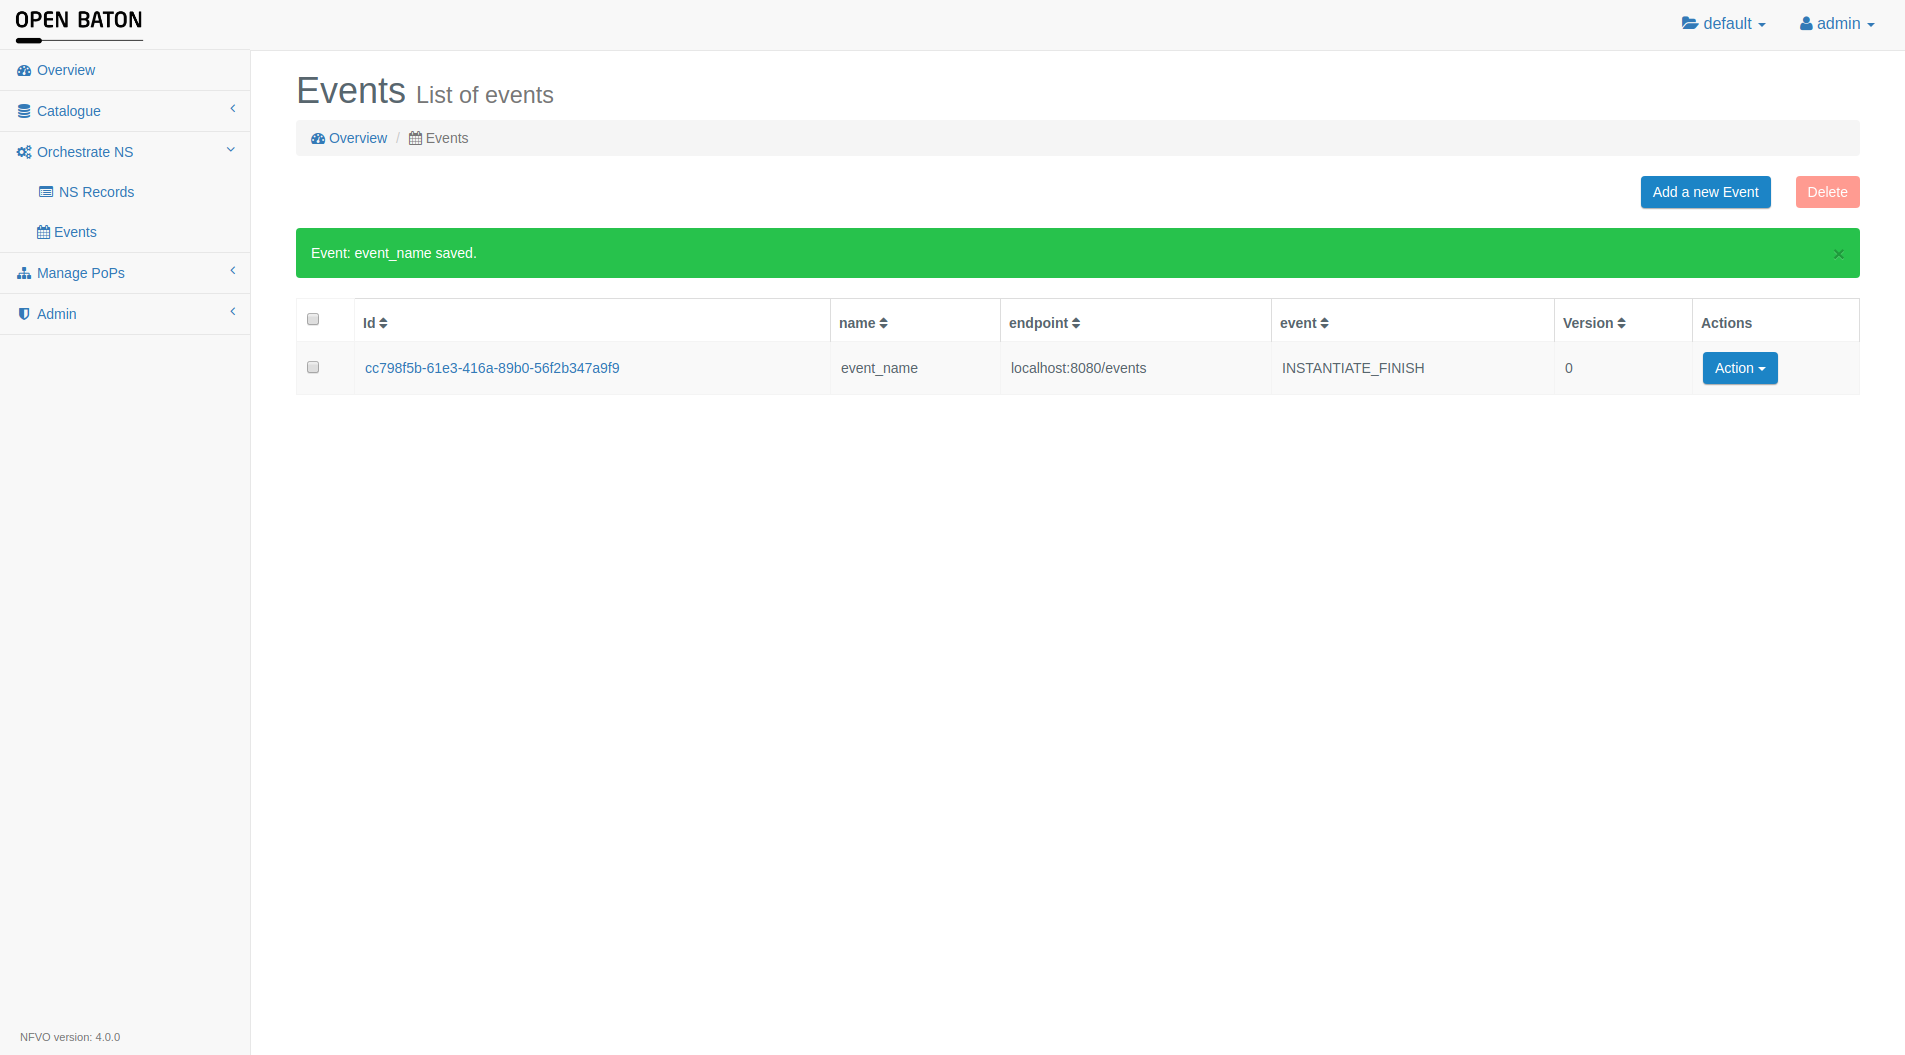 OPEN BATON
default
admin
Overview
Catalogue
Orchestrate NS
NS Records
Events
Manage PoPs
Admin
NFVO version: 4.0.0
Events List of events
Overview / Events
Add a new Event Delete
Event: event_name saved. ×
Id name endpoint event Version Actions
cc798f5b-61e3-416a-89b0-56f2b347a9f9 event_name localhost:8080/events INSTANTIATE_FINISH 0 Action